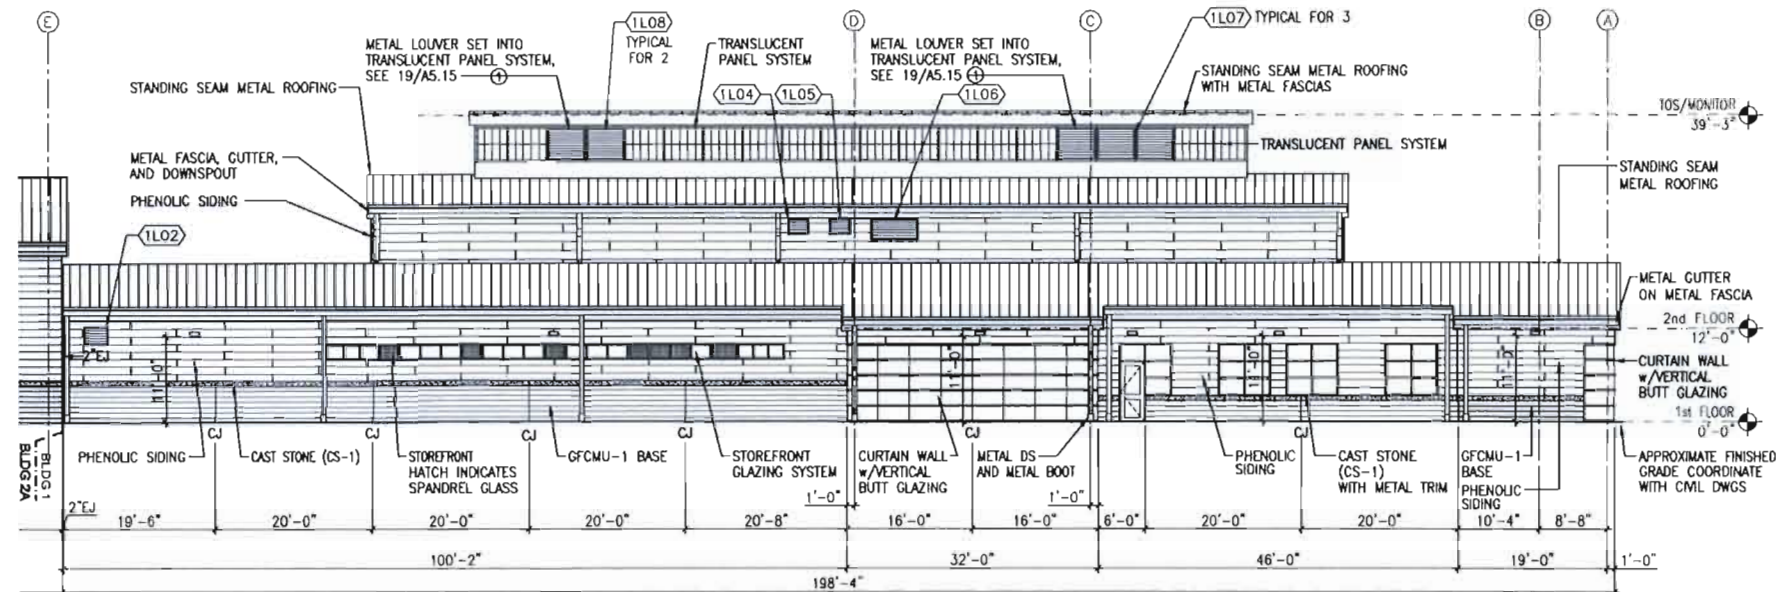 E
D
C
B
A
1L08
TYPICAL
FOR 2
1L07 TYPICAL FOR 3
METAL LOUVER SET INTO
TRANSLUCENT PANEL SYSTEM,
SEE 19/A5.15 1
TRANSLUCENT
PANEL SYSTEM
METAL LOUVER SET INTO
TRANSLUCENT PANEL SYSTEM,
SEE 19/A5.15 1
STANDING SEAM METAL ROOFING
WITH METAL FASCIAS
STANDING SEAM METAL ROOFING
1L04
1L05
1L06
TOS/MONITOR
39'-3"
TRANSLUCENT PANEL SYSTEM
METAL FASCIA, GUTTER,
AND DOWNSPOUT
PHENOLIC SIDING
STANDING SEAM
METAL ROOFING
1L02
METAL GUTTER
ON METAL FASCIA
2nd FLOOR
12'-0"
2"EJ
11'-0"
11'-0"
11'-0"
11'-0"
CURTAIN WALL
w/VERTICAL
BUTT GLAZING
1st FLOOR
0'-0"
CJ
CJ
CJ
CJ
CJ
CJ
BLDG 1
BLDG 2A
PHENOLIC SIDING
CAST STONE (CS-1)
STOREFRONT
HATCH INDICATES
SPANDREL GLASS
GFCMU-1 BASE
STOREFRONT
GLAZING SYSTEM
CURTAIN WALL
w/VERTICAL
BUTT GLAZING
METAL DS
AND METAL BOOT
PHENOLIC
SIDING
CAST STONE
(CS-1)
WITH METAL TRIM
GFCMU-1
BASE
PHENOLIC
SIDING
APPROXIMATE FINISHED
GRADE COORDINATE
WITH CIVIL DWGS
2"EJ
19'-6"
20'-0"
20'-0"
20'-0"
20'-8"
1'-0"
16'-0"
16'-0"
1'-0"
6'-0"
20'-0"
20'-0"
10'-4"
8'-8"
100'-2"
32'-0"
46'-0"
19'-0"
1'-0"
198'-4"